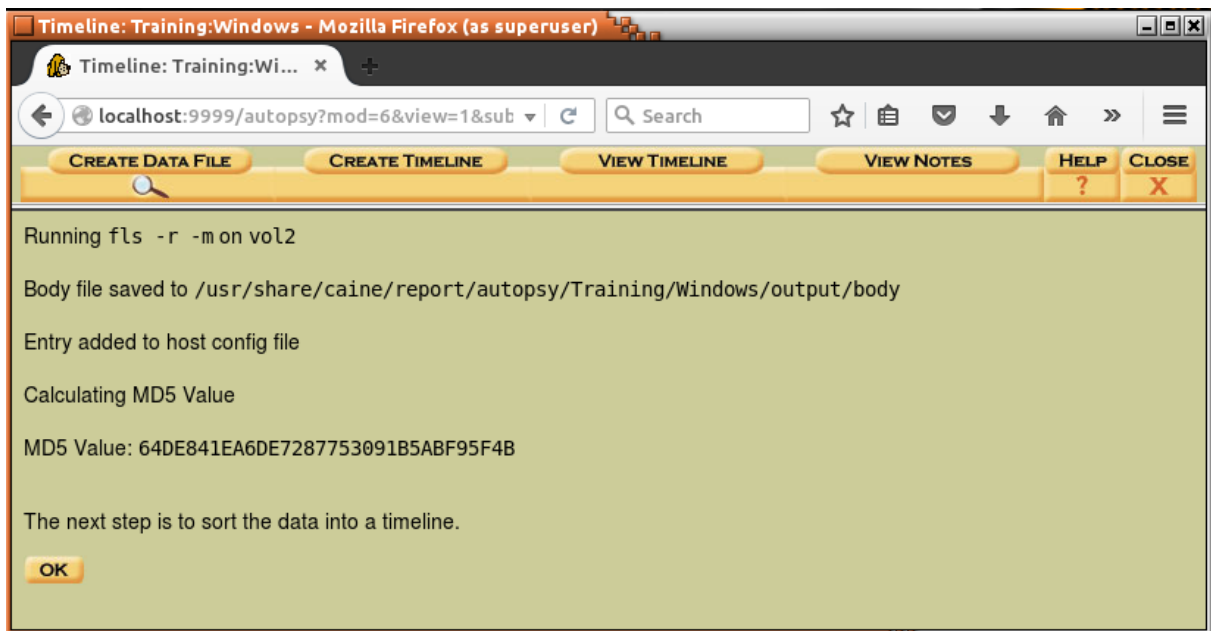 Timeline: Training:Windows - Mozilla Firefox (as superuser)
Timeline: Training:Wi... ×
localhost:9999/autopsy?mod=6&view=1&sub
Search
CREATE DATA FILE CREATE TIMELINE VIEW TIMELINE VIEW NOTES HELP CLOSE
? X
Running fls -r -m on vol2
Body file saved to /usr/share/caine/report/autopsy/Training/Windows/output/body
Entry added to host config file
Calculating MD5 Value
MD5 Value: 64DE841EA6DE7287753091B5ABF95F4B
The next step is to sort the data into a timeline.
OK